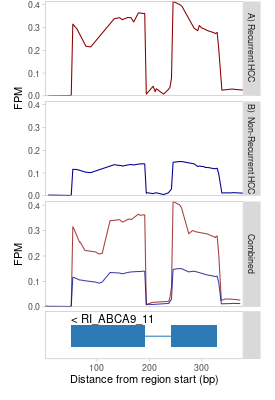 0.4
0.3
0.2
0.1
0.0
FPM
A) Recurrent HCC
0.4
0.3
0.2
0.1
0.0
B) Non-Recurrent HCC
0.4
0.3
0.2
0.1
0.0
FPM
Combined
< RI_ABCA9_11
100
200
300
Distance from region start (bp)